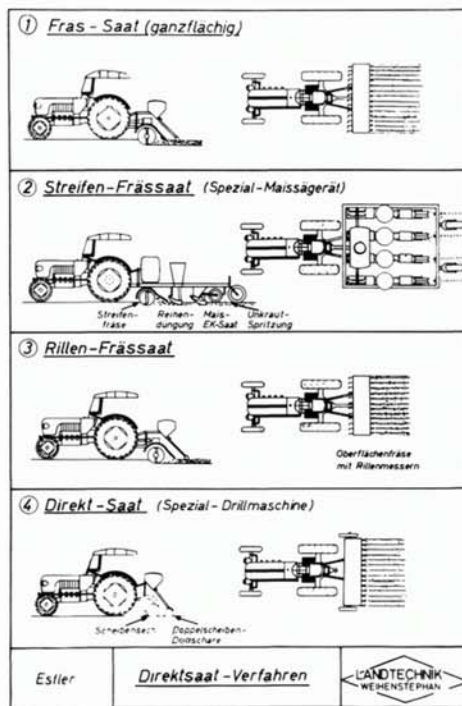 ① Fräs-Saat (ganzflächig)
② Streifen-Frässaat (Spezial-Maissägerät)
Streifen-
fräse
Reihen-
düngung
Mais-
EK-Saat
Unkraut-
Spritzung
③ Rillen-Frässaat
Oberflächenfräse
mit Rillenmessern
④ Direkt-Saat (Spezial-Drillmaschine)
Scheibensech
Doppelscheiben-
Drillschare
Estler
Direktsaat-Verfahren
LANDTECHNIK
WEIHENSTEPHAN